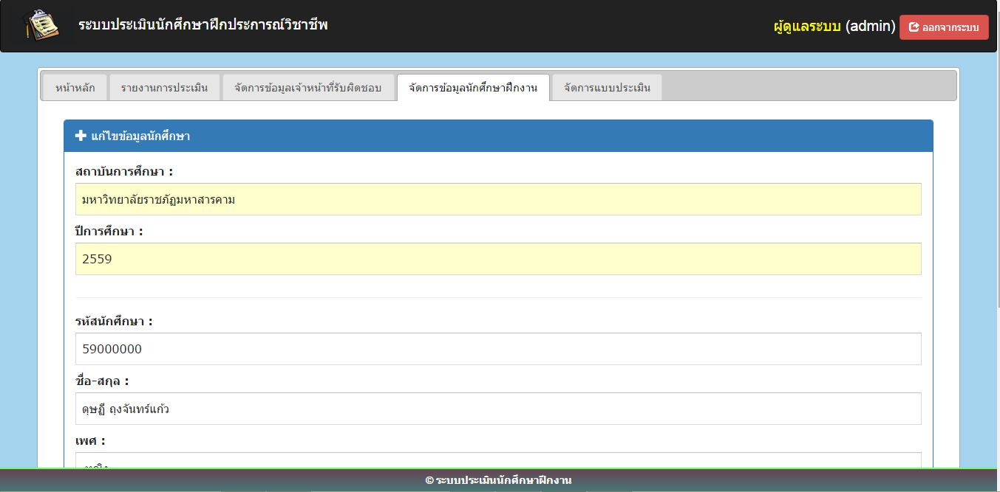 ระบบประเมินนักศึกษาฝึกประการณ์วิชาชีพ
ผู้ดูแลระบบ (admin) ออกจากระบบ
หน้าหลัก รายงานการประเมิน จัดการข้อมูลเจ้าหน้าที่รับผิดชอบ จัดการข้อมูลนักศึกษาฝึกงาน จัดการแบบประเมิน
แก้ไขข้อมูลนักศึกษา
สถาบันการศึกษา :
มหาวิทยาลัยราชภัฏมหาสารคาม
ปีการศึกษา :
2559
รหัสนักศึกษา :
59000000
ชื่อ-สกุล :
ดุษฏี ถุงจันทร์แก้ว
เพศ :
หญิง
© ระบบประเมินนักศึกษาฝึกงาน